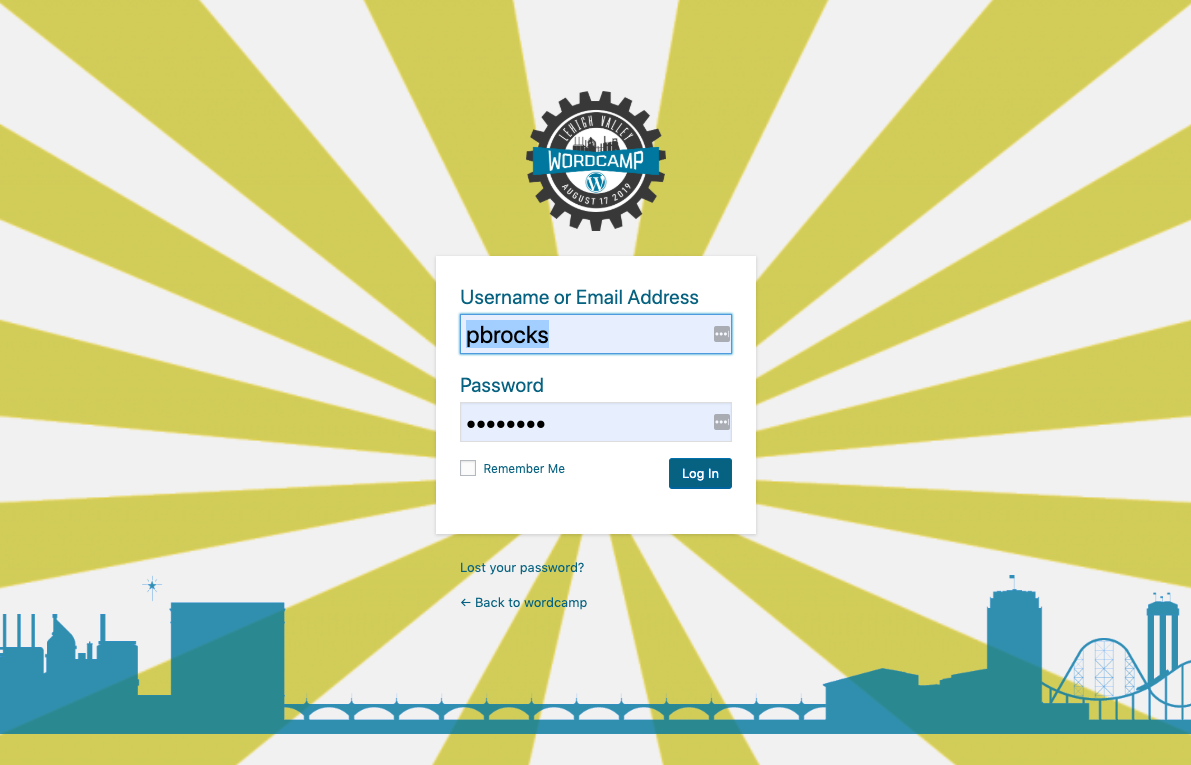 LEHIGH VALLEY
WORDCAMP
AUGUST 17 2019
Username or Email Address
pbrocks
Password
••••••••
Remember Me
Log In
Lost your password?
← Back to wordcamp